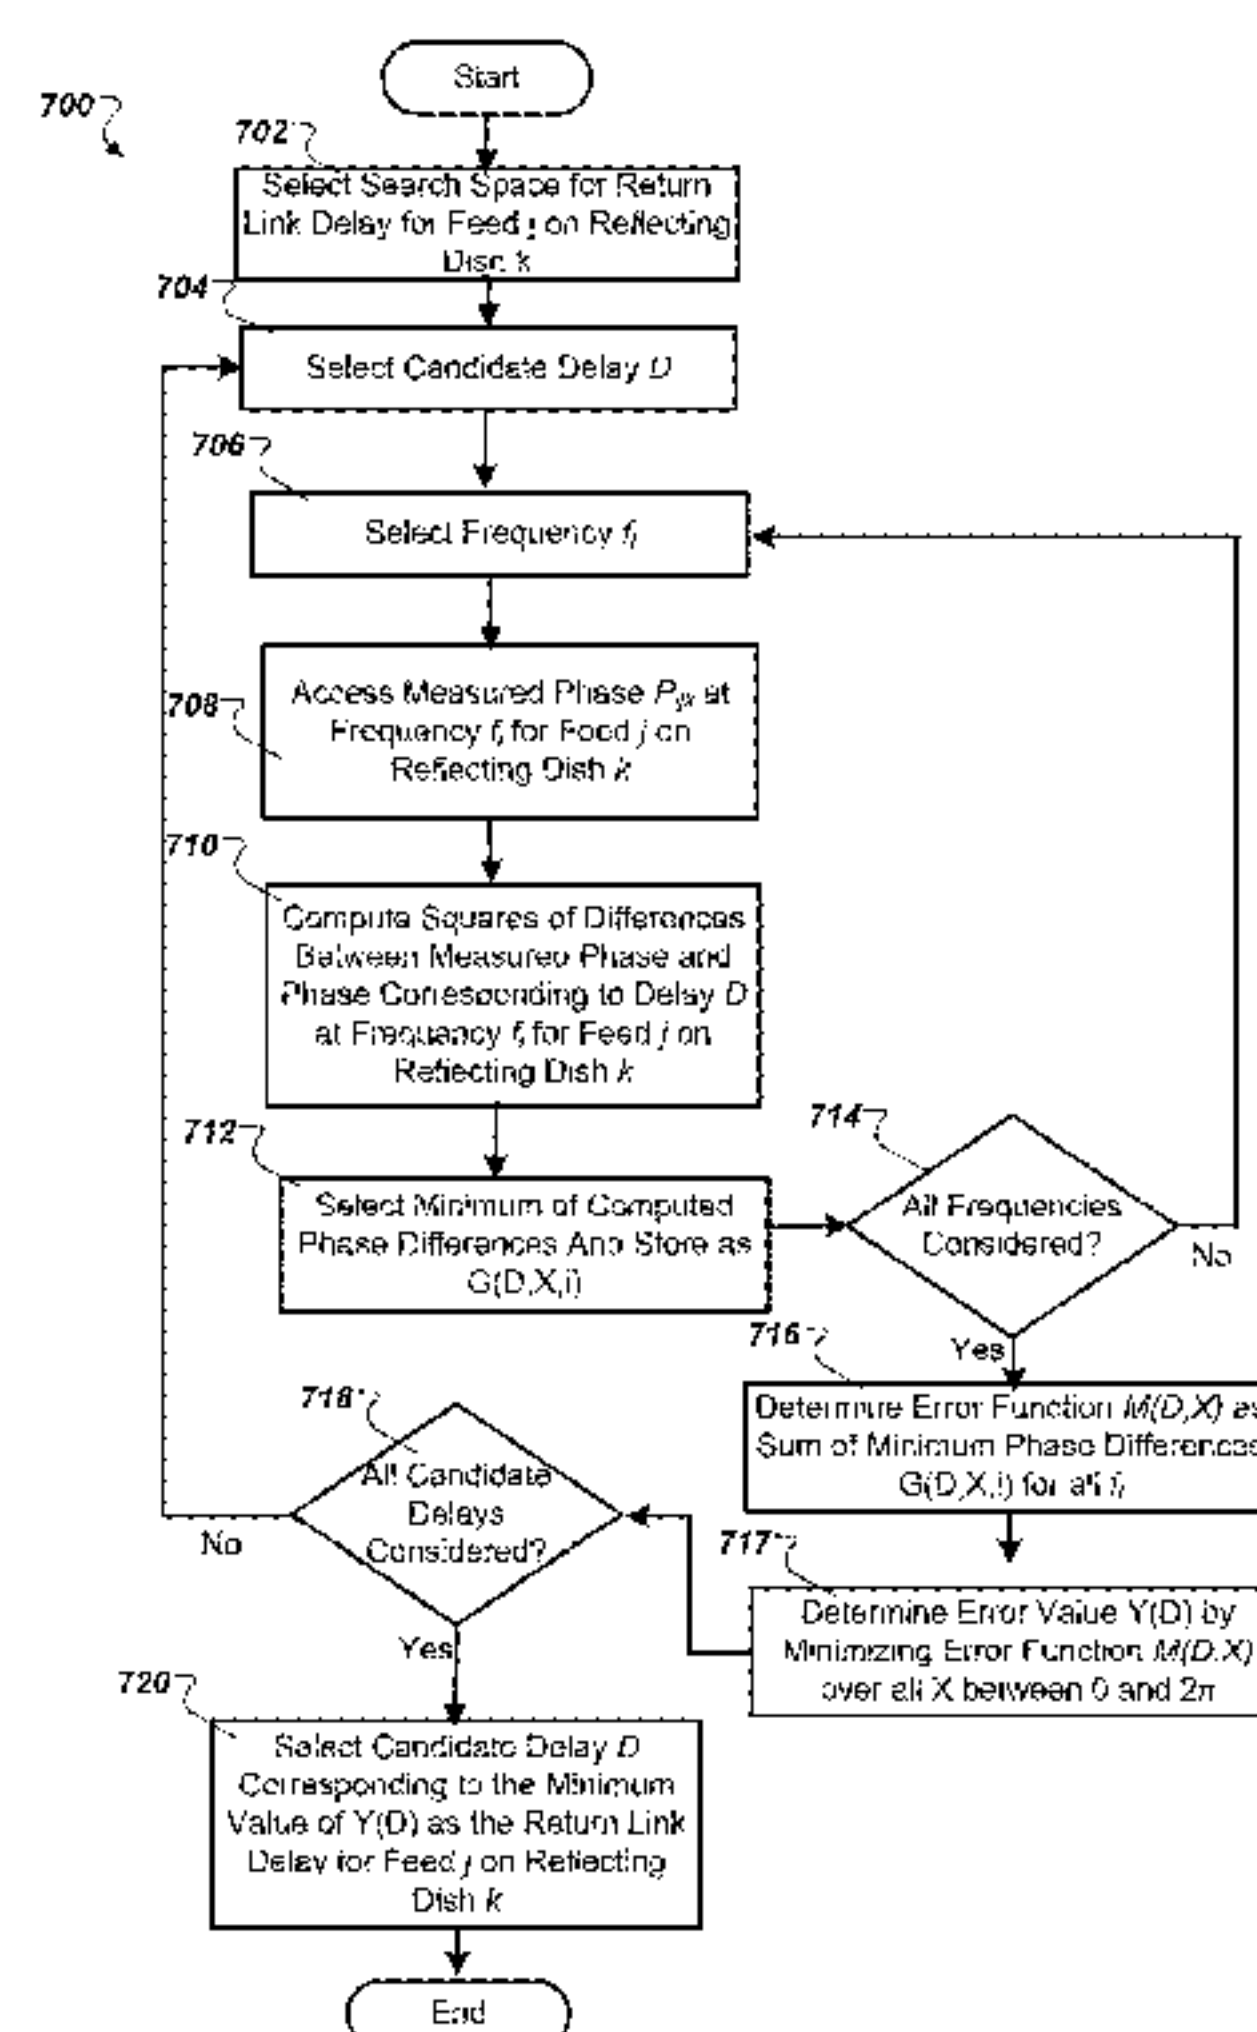 Start
700
702
Select Search Space for Return
Link Delay for Feed j on Reflecting
Dish k
704
Select Candidate Delay D
706
Select Frequency fi
708
Access Measured Phase Pijk at
Frequency fi for Feed j on
Reflecting Dish k
710
Compute Squares of Differences
Between Measured Phase and
Phase Corresponding to Delay D
at Frequency fi for Feed j on
Reflecting Dish k
712
Select Minimum of Computed
Phase Differences And Store as
G(D,X,i)
714
All Frequencies
Considered?
No
Yes
716
Determine Error Function M(D,X) as
Sum of Minimum Phase Differences
G(D,X,i) for all fi
717
Determine Error Value Y(D) by
Minimizing Error Function M(D,X)
over all X between 0 and 2π
718
All Candidate
Delays
Considered?
No
Yes
720
Select Candidate Delay D
Corresponding to the Minimum
Value of Y(D) as the Return Link
Delay for Feed j on Reflecting
Dish k
End